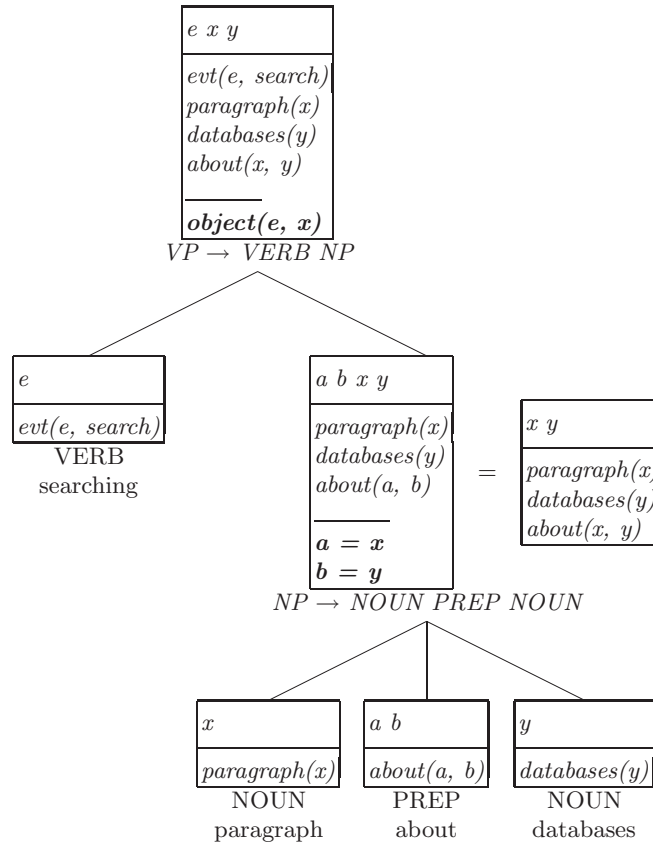 e x y
evt(e, search)
paragraph(x)
databases(y)
about(x, y)
object(e, x)
VP → VERB NP
e
evt(e, search)
VERB
searching
a b x y
paragraph(x)
databases(y)
about(a, b)
a = x
b = y
=
x y
paragraph(x)
databases(y)
about(x, y)
NP → NOUN PREP NOUN
x
paragraph(x)
NOUN
paragraph
a b
about(a, b)
PREP
about
y
databases(y)
NOUN
databases